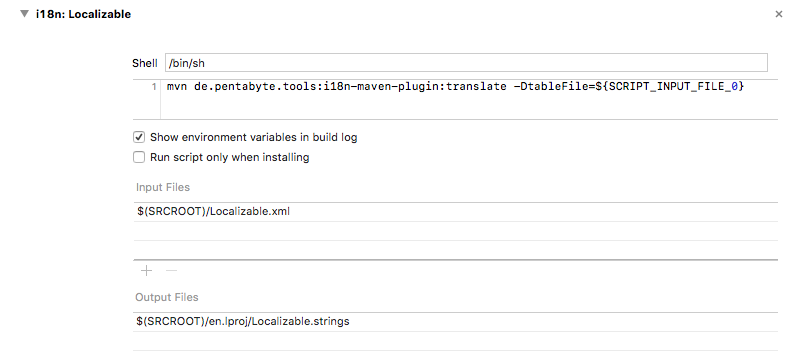 i18n: Localizable
Shell /bin/sh
1 mvn de.pentabyte.tools:i18n-maven-plugin:translate -DtableFile=${SCRIPT_INPUT_FILE_0}
Show environment variables in build log
Run script only when installing
Input Files
$(SRCROOT)/Localizable.xml
Output Files
$(SRCROOT)/en.lproj/Localizable.strings